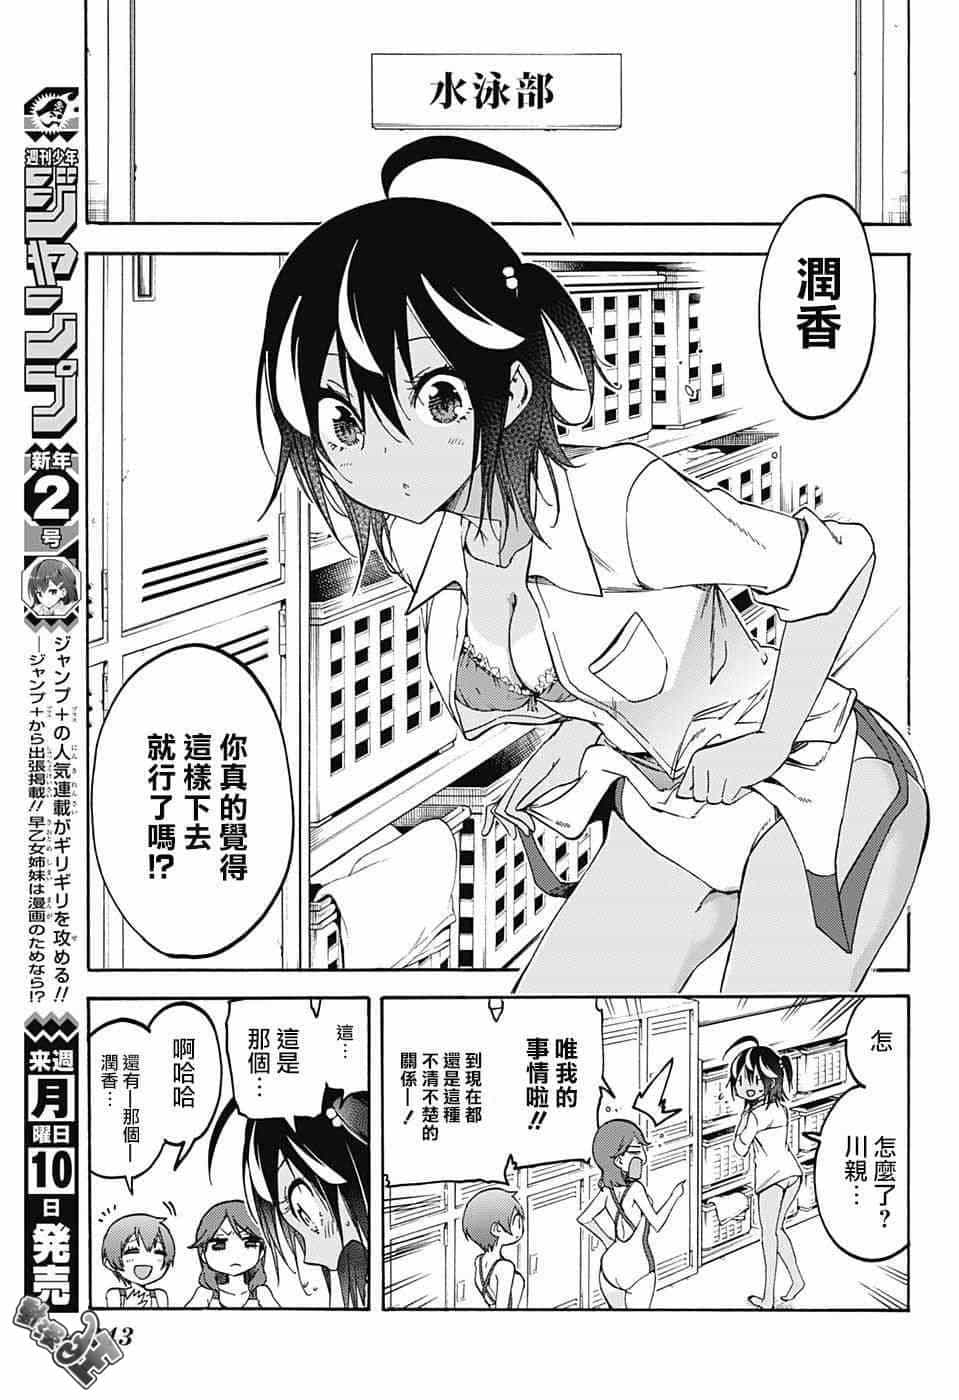 水泳部
潤香
你真的覺得
這樣下去
就行了嗎!?
怎
怎麼了?
川親…
唯我的
事情啦!!
到現在都
還是這種
不清不楚的
關係—!
這…
這是
那個…
啊哈哈
還有—那個—
潤香…
週刊少年
ジャンプ
新年
2
号
ジャンプ+の人気連載がギリギリを攻める!!
—ジャンプ+から出張掲載!!早乙女姉妹は漫画のためなら!?
来週
月
曜日
10
日
発売
13